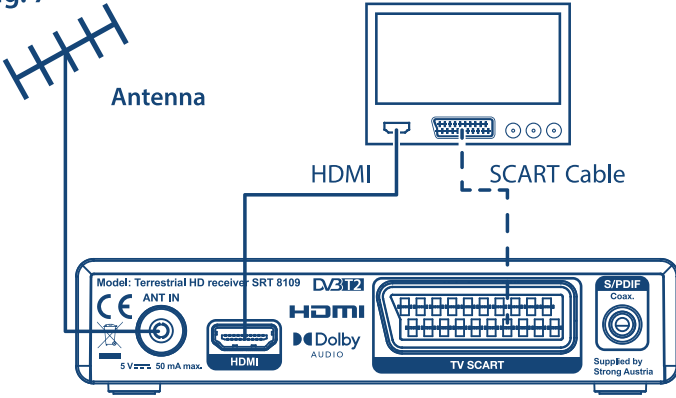 Antenna
HDMI
SCART Cable
Model: Terrestrial HD receiver SRT 8109
DVB T2
S/PDIF
Coax.
CE
ANT IN
HDMI
Dolby
AUDIO
5 V 50 mA max.
HDMI
TV SCART
Supplied by
Strong Austria